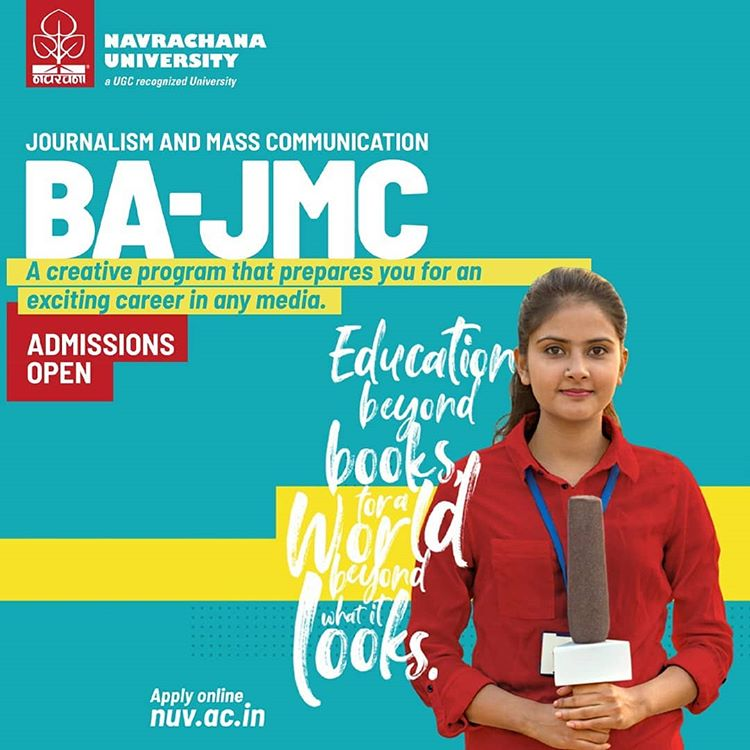 નવરચના
NAVRACHANA
UNIVERSITY
a UGC recognized University
JOURNALISM AND MASS COMMUNICATION
BA-JMC
A creative program that prepares you for an
exciting career in any media.
ADMISSIONS
OPEN
Education
beyond
books,
for a
World
beyond
what it
looks.
Apply online
nuv.ac.in